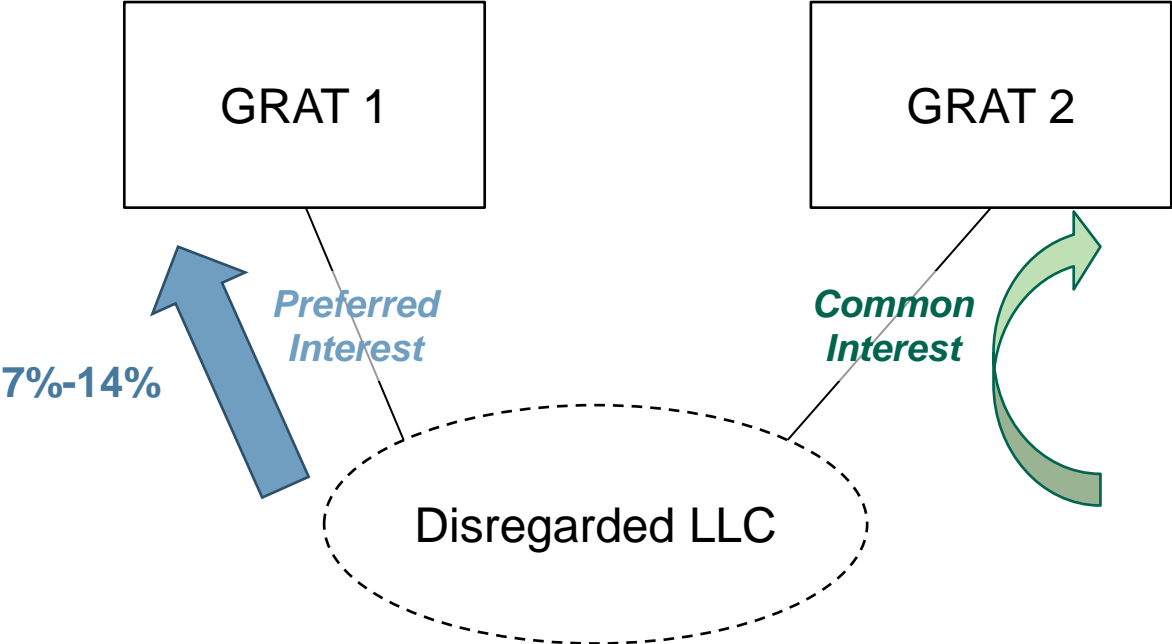 GRAT 1
GRAT 2
Preferred
Interest
Common
Interest
7%-14%
Disregarded LLC